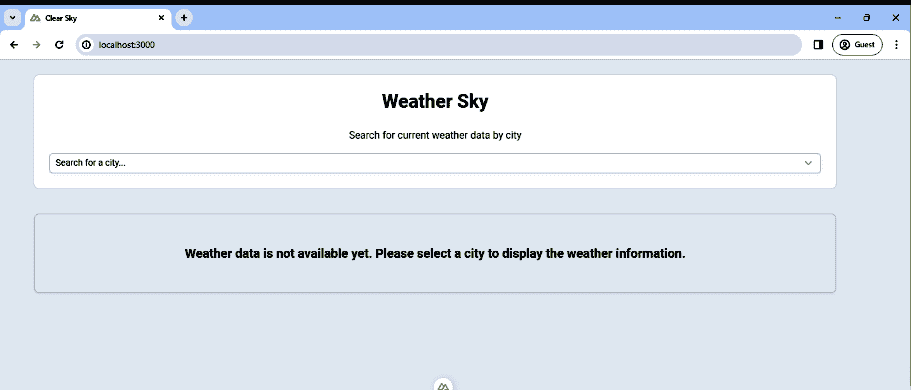 Clear Sky
localhost:3000
Guest
Weather Sky
Search for current weather data by city
Search for a city...
Weather data is not available yet. Please select a city to display the weather information.